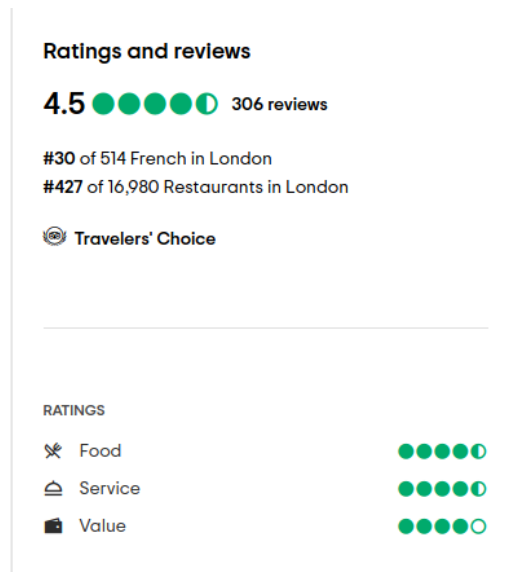 Ratings and reviews
4.5 306 reviews
#30 of 514 French in London
#427 of 16,980 Restaurants in London
Travelers' Choice
RATINGS
Food
Service
Value